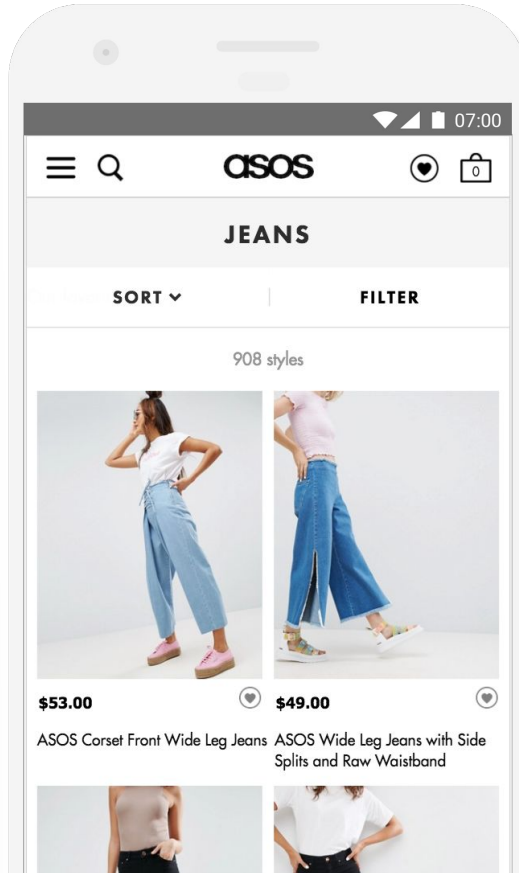 07:00
asos
0
JEANS
SORT
FILTER
908 styles
$53.00
$49.00
ASOS Corset Front Wide Leg Jeans
ASOS Wide Leg Jeans with Side
Splits and Raw Waistband